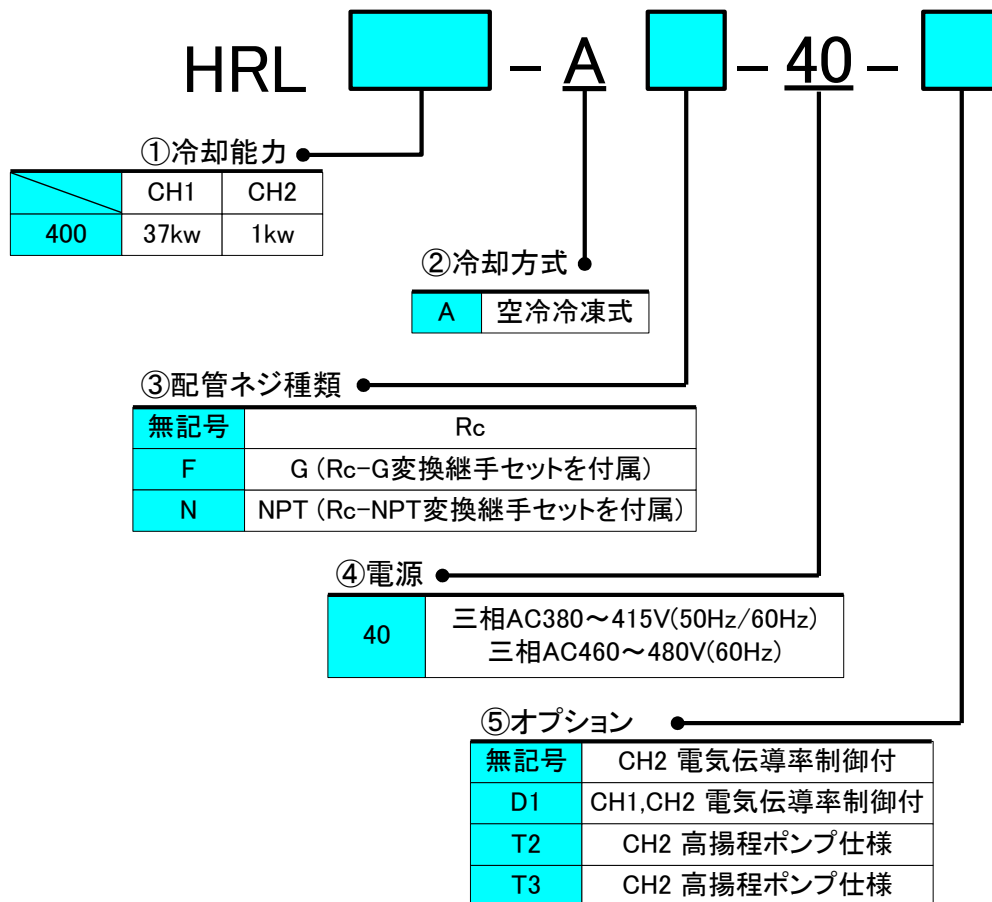 HRL - A - 40 -
①冷却能力
CH1 CH2
400 37kw 1kw
②冷却方式
A 空冷冷凍式
③配管ネジ種類
無記号 Rc
F G (Rc-G変換継手セットを付属)
N NPT (Rc-NPT変換継手セットを付属)
④電源
40 三相AC380～415V(50Hz/60Hz)
三相AC460～480V(60Hz)
⑤オプション
無記号 CH2 電気伝導率制御付
D1 CH1,CH2 電気伝導率制御付
T2 CH2 高揚程ポンプ仕様
T3 CH2 高揚程ポンプ仕様